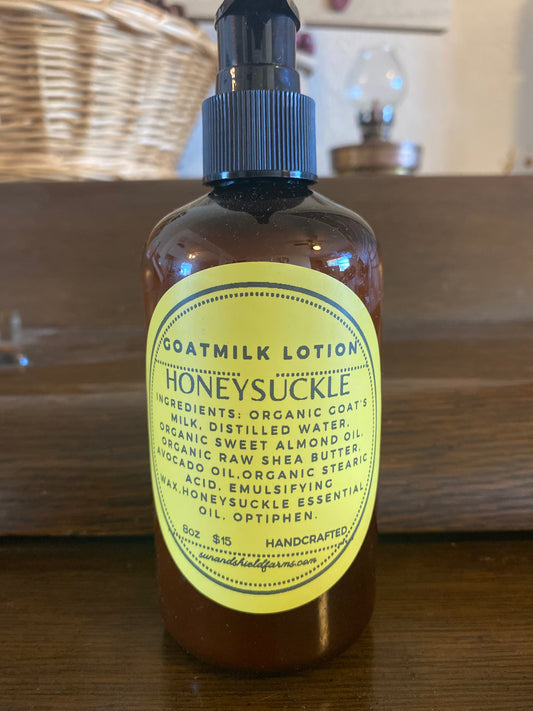 GOATMILK LOTION
HONEYSUCKLE
INGREDIENTS: ORGANIC GOAT'S
MILK, DISTILLED WATER,
ORGANIC SWEET ALMOND OIL,
ORGANIC RAW SHEA BUTTER,
AVOCADO OIL,ORGANIC STEARIC
ACID, EMULSIFYING
WAX,HONEYSUCKLE ESSENTIAL
OIL, OPTIPHEN.
8OZ $15 HANDCRAFTED
sunandshieldfarms.com